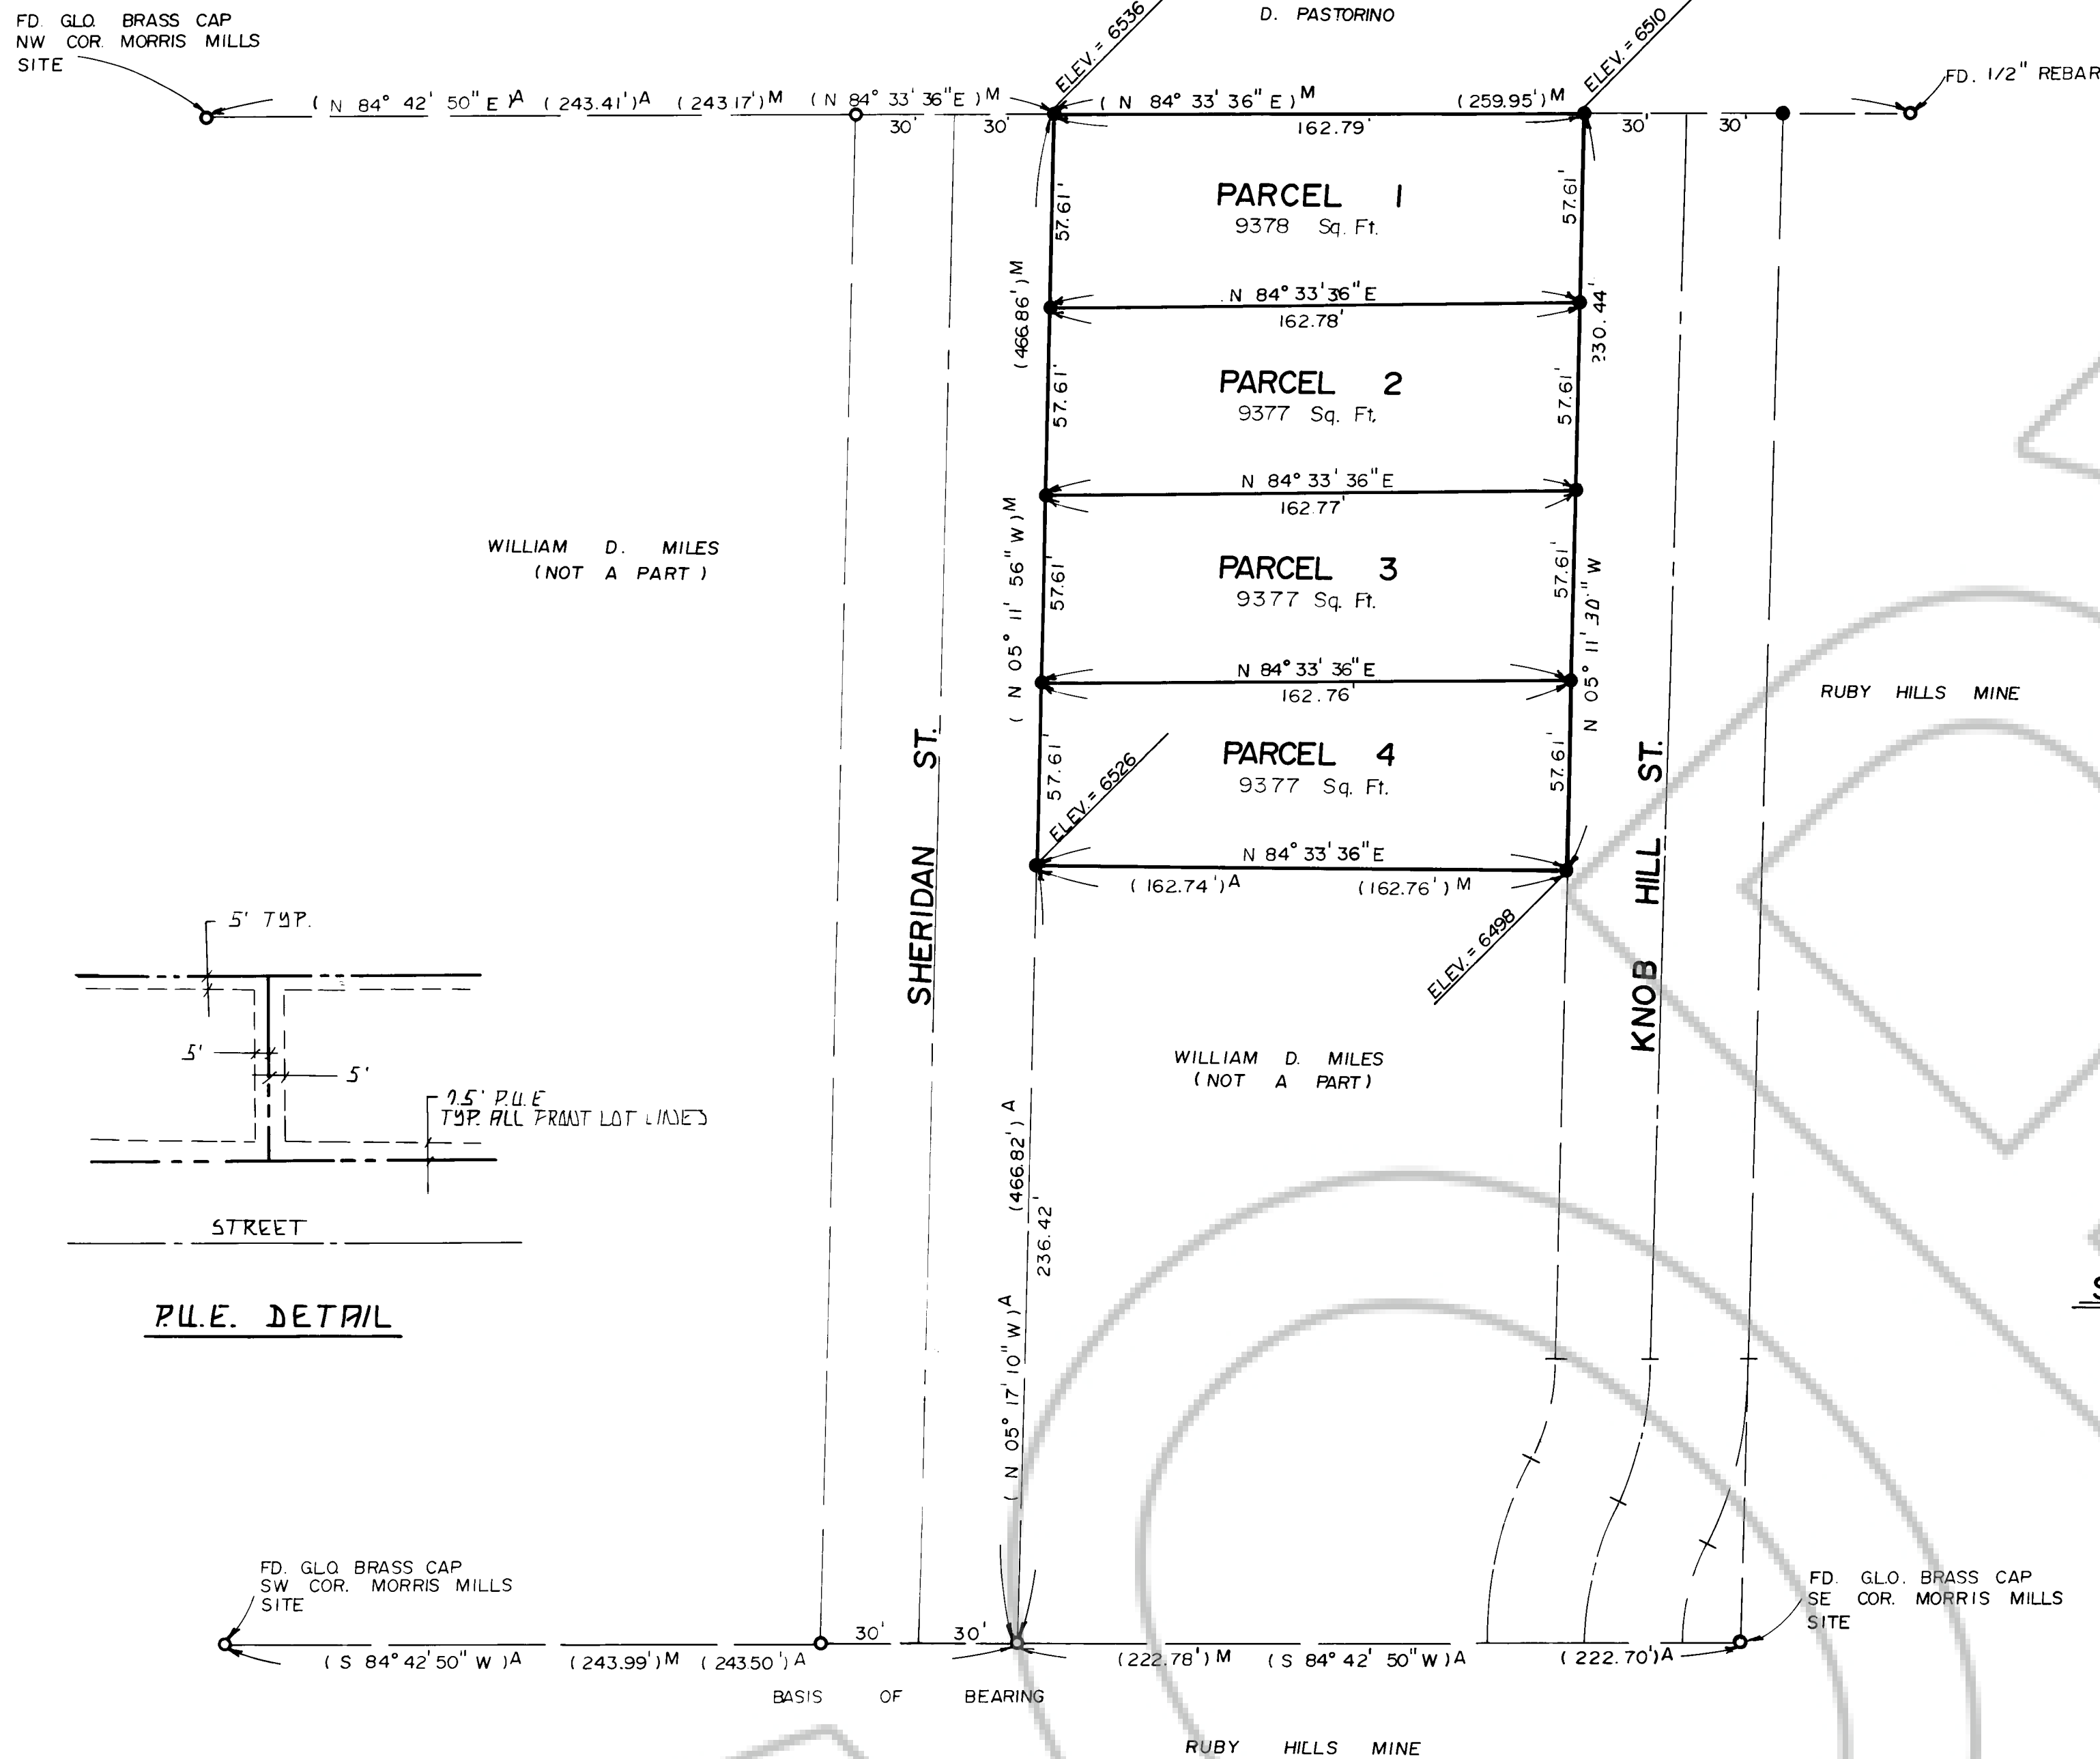 FD. G.L.O. BRASS CAP
NW COR. MORRIS MILLS
SITE
D. PASTORINO
ELEV. = 6536
ELEV. = 6510
FD. 1/2" REBAR
( N 84° 42' 50" E )A (243.41')A (243.17')M (N 84° 33' 36"E )M
( N 84° 33' 36"E )M (259.95')M
30' 30' 162.79' 30' 30'
PARCEL 1
9378 Sq. Ft.
57.61'
57.61'
N 84° 33' 36" E
162.78'
(466.86')M
PARCEL 2
9377 Sq. Ft.
57.61'
57.61'
N 84° 33' 36" E
162.77'
WILLIAM D. MILES
(NOT A PART)
( N 05° 11' 56" W )M
PARCEL 3
9377 Sq. Ft.
57.61'
57.61'
N 84° 33' 36" E
162.76'
RUBY HILLS MINE
SHERIDAN ST.
PARCEL 4
9377 Sq. Ft.
57.61'
57.61'
ELEV. = 6526
N 84° 33' 36" E
(162.74')A (162.76')M
ELEV. = 6498
KNOB HILL ST.
5' TYP.
5'
5'
7.5' P.U.E
TYP. ALL FRONT LOT LINES
STREET
P.U.E. DETAIL
WILLIAM D. MILES
(NOT A PART)
(466.82')A
236.42'
( N 05° 17' 10" W )A
FD. G.L.O. BRASS CAP
SW COR. MORRIS MILLS
SITE
FD. G.L.O. BRASS CAP
SE COR. MORRIS MILLS
SITE
30' 30'
( S 84° 42' 50" W )A (243.99')M (243.50')A
(222.78')M ( S 84° 42' 50" W )A (222.70')A
BASIS OF BEARING
RUBY HILLS MINE